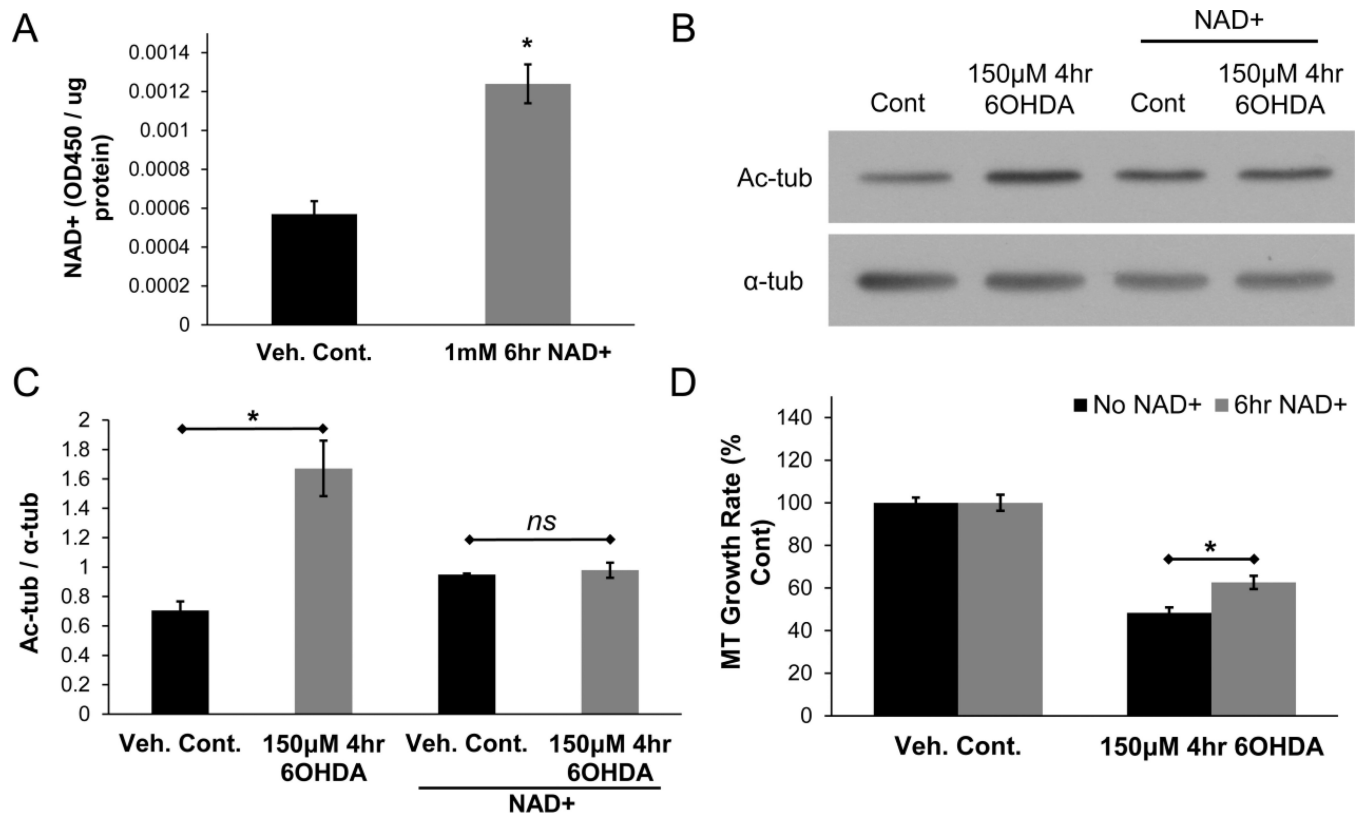 A
NAD+ (OD450 / ug
protein)
0.0014
0.0012
0.001
0.0008
0.0006
0.0004
0.0002
0
*
Veh. Cont.
1mM 6hr NAD+
B
NAD+
Cont
150µM 4hr
6OHDA
Cont
150µM 4hr
6OHDA
Ac-tub
α-tub
C
Ac-tub / α-tub
2
1.8
1.6
1.4
1.2
1
0.8
0.6
0.4
0.2
0
*
ns
Veh. Cont.
150µM 4hr
6OHDA
Veh. Cont.
150µM 4hr
6OHDA
NAD+
D
No NAD+
6hr NAD+
MT Growth Rate (%
Cont)
140
120
100
80
60
40
20
0
*
Veh. Cont.
150µM 4hr 6OHDA